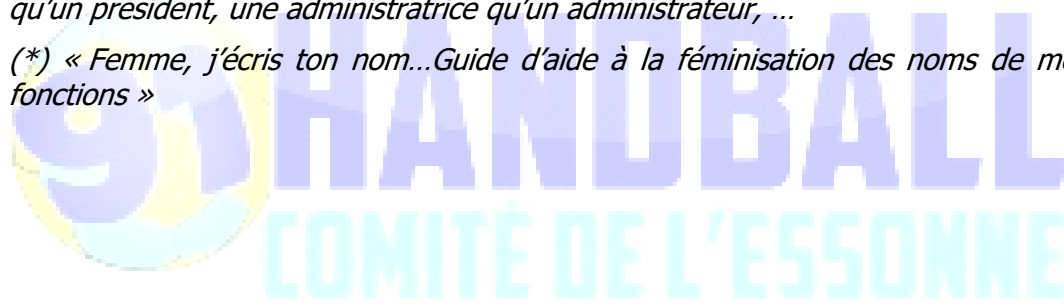 qu'un président, une administratrice qu'un administrateur, …
(*) « Femme, j'écris ton nom…Guide d'aide à la féminisation des noms de
fonctions »
91 HANDBALL
COMITÉ DE L'ESSONNE